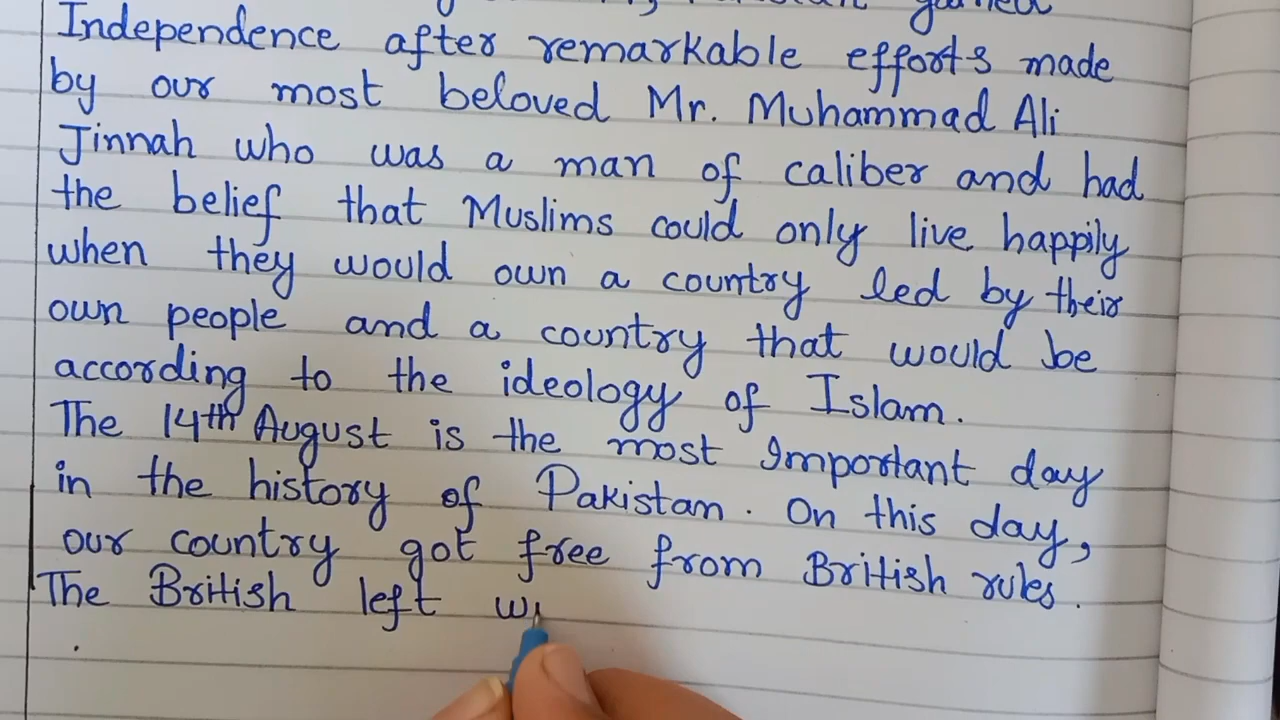 gained
Independence after remarkable efforts made
by our most beloved Mr. Muhammad Ali
Jinnah who was a man of caliber and had
the belief that Muslims could only live happily
when they would own a country led by their
own people and a country that would be
according to the ideology of Islam.
The 14th August is the most Important day
in the history of Pakistan. On this day,
our country got free from British rules.
The British left